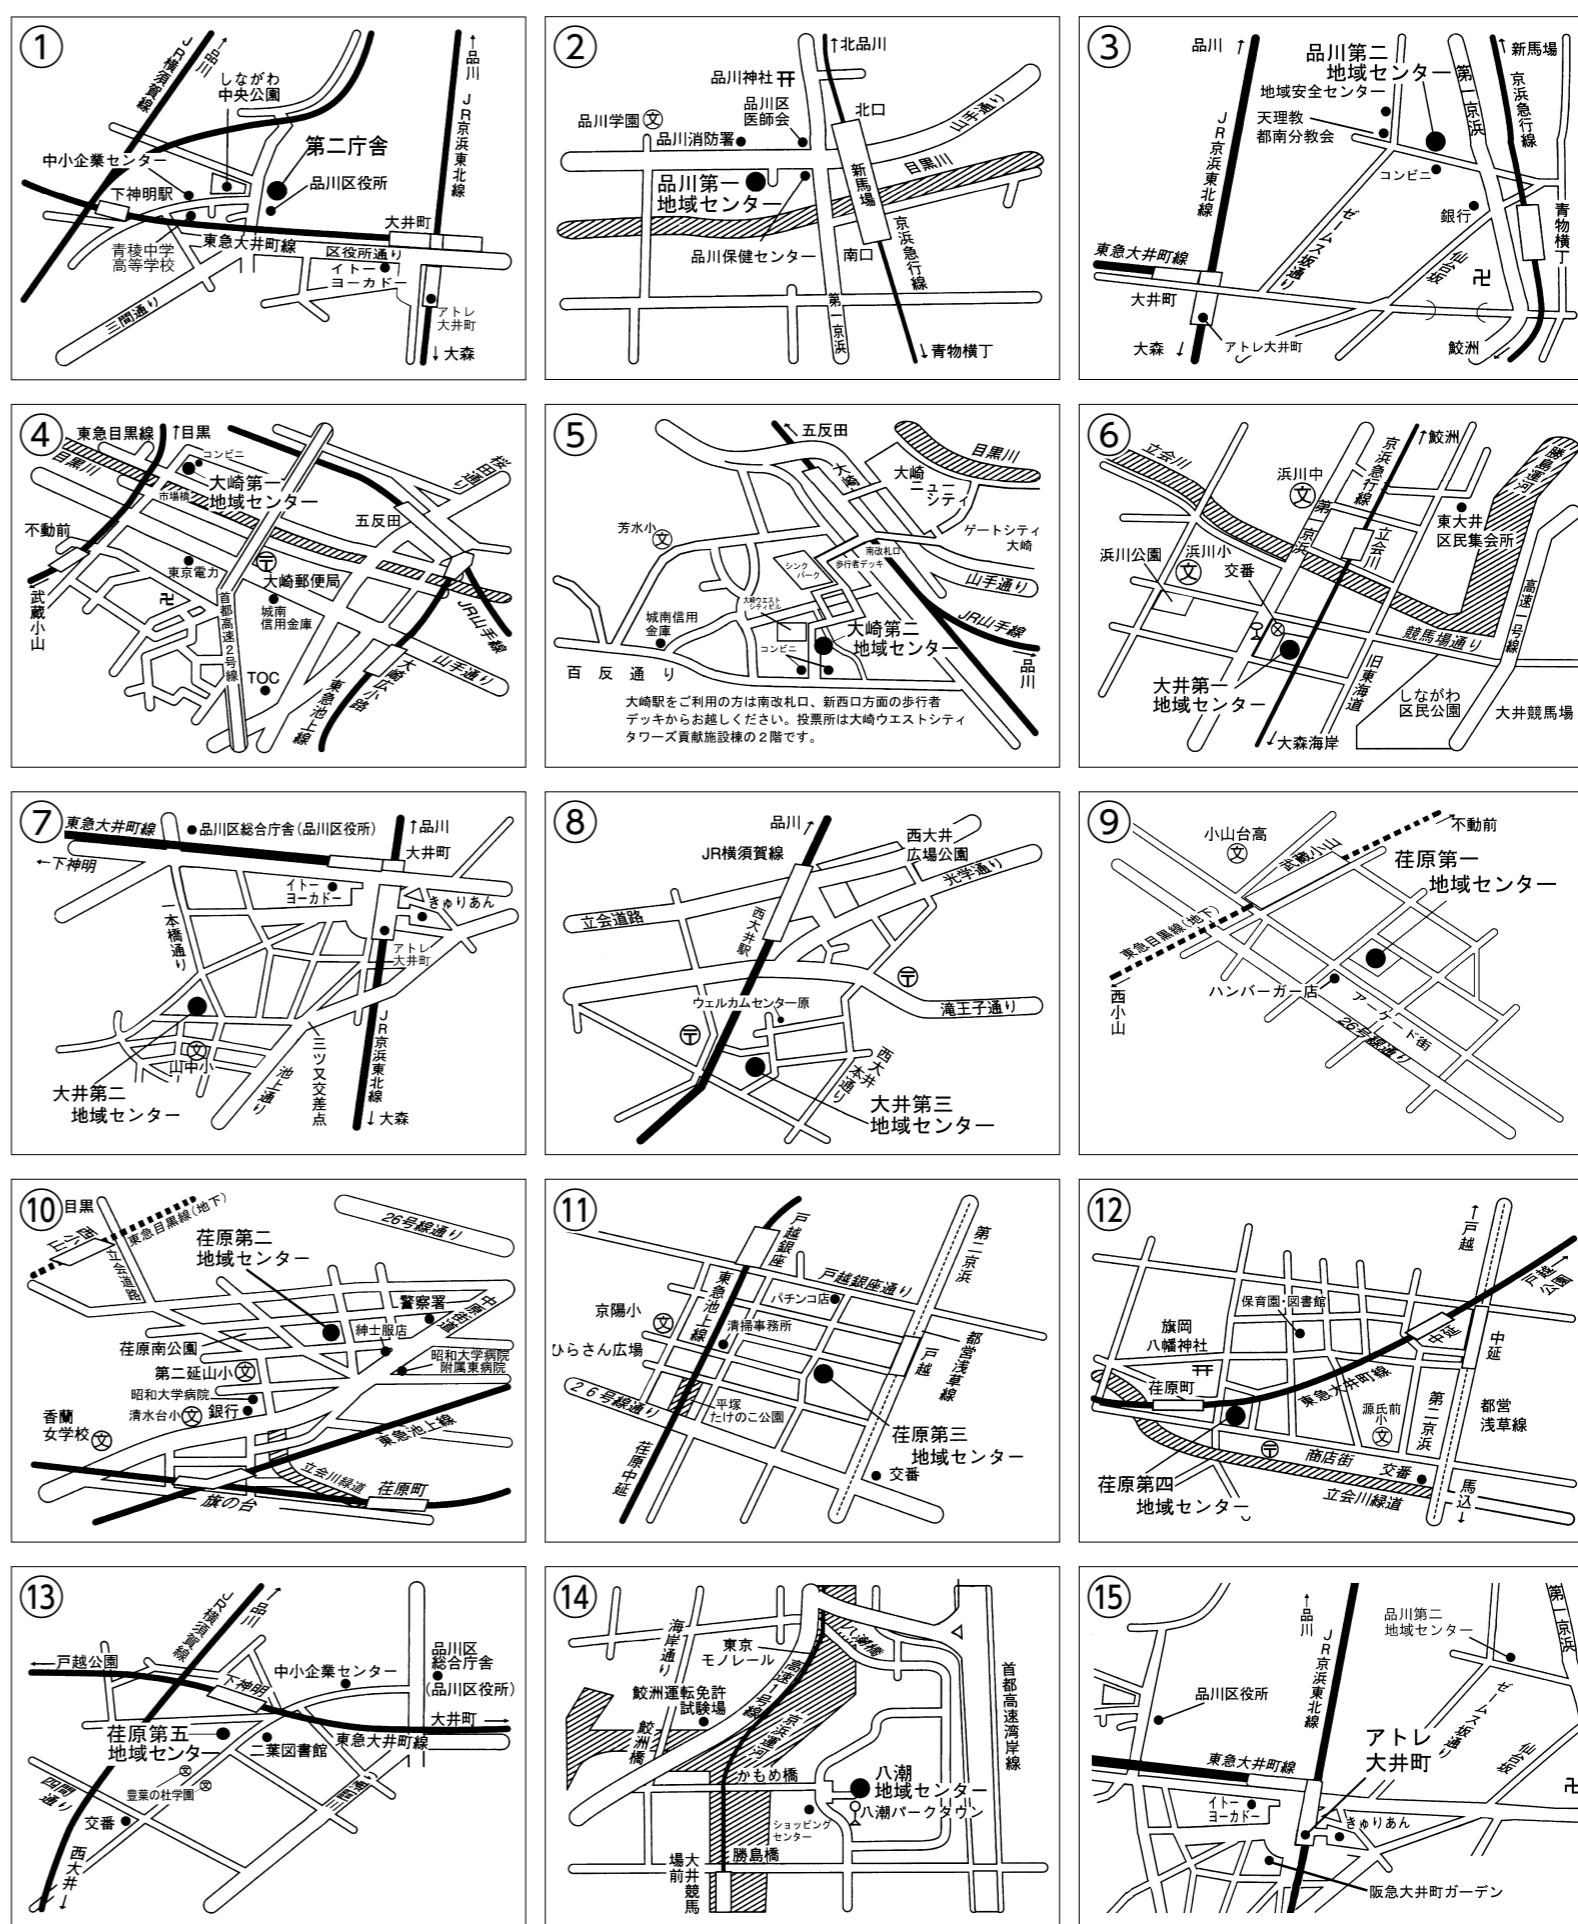 ①
JR横須賀線
↑品川
しながわ
中央公園
第二庁舎
中小企業センター
下神明駅
品川区役所
↑品川
JR京浜東北線
大井町
青稜中学
高等学校
東急大井町線
区役所通り
イトー
ヨーカドー
アトレ
大井町
三間通り
↓大森
②
↑北品川
品川神社
品川学園
文
品川区
医師会
北口
山手通り
品川消防署
目黒川
品川第一
地域センター
新馬場
品川保健センター
南口
京浜急行線
第一京浜
↓青物横丁
③
品川↑
品川第二
地域センター
地域安全センター
天理教
都南分教会
第一京浜
新馬場
京浜急行線
JR京浜東北線
コンビニ
銀行
ゼームス坂通り
仙台坂
卍
青物横丁
東急大井町線
大井町
アトレ大井町
大森↓
鮫洲
④
東急目黒線
↑目黒
目黒川
コンビニ
大崎第一
地域センター
市場橋
桜田通り
五反田
不動前
東京電力
〒
大崎郵便局
卍
城南
信用金庫
首都高速2号線
←武蔵小山
JR山手線
山手通り
TOC
大崎広小路
東急池上線
⑤
五反田
大崎
目黒川
大崎
ニュー
シティ
芳水小
文
ゲートシティ
大崎
南改札口
歩行者デッキ
シンク
パーク
山手通り
大崎ウエスト
シティビル
JR山手線
城南信用
金庫
大崎第二
地域センター
コンビニ
百反通り
品川
大崎駅をご利用の方は南改札口、新西口方面の歩行者
デッキからお越しください。投票所は大崎ウエストシティ
タワーズ貢献施設棟の2階です。
⑥
立会川
浜川中
文
京浜急行線
↑鮫洲
勝島運河
第一京浜
立会川
東大井
区民集会所
浜川公園
浜川小
文
交番
高速1号線
競馬場通り
大井第一
地域センター
旧東海道
しながわ
区民公園
大井競馬場
↓大森海岸
⑦
東急大井町線
品川区総合庁舎(品川区役所)
↑品川
大井町
←下神明
イトー
ヨーカドー
きゅりあん
一本橋通り
アトレ
大井町
JR京浜東北線
文
山中小
三ツ又交差点
池上通り
大井第二
地域センター
↓大森
⑧
品川
JR横須賀線
西大井
広場公園
光学通り
立会道路
西大井駅
〒
ウェルカムセンター原
滝王子通り
〒
西大井本通り
大井第三
地域センター
⑨
小山台高
文
武蔵小山
不動前
荏原第一
地域センター
東急目黒線(地下)
西小山
ハンバーガー店
アーケード街
26号線通り
⑩
目黒
西小山
東急目黒線(地下)
立会道路
26号線通り
荏原第二
地域センター
警察署
中原街道
紳士服店
荏原南公園
昭和大学病院
附属東病院
第二延山小
文
昭和大学病院
清水台小
文
銀行
香蘭
女学校
文
東急池上線
立会川緑道
荏原町
旗の台
⑪
戸越銀座
第二京浜
戸越銀座通り
東急池上線
パチンコ店
京陽小
文
清掃事務所
戸越
都営浅草線
ひらさん広場
26号線通り
平塚
たけのこ公園
荏原第三
地域センター
荏原中延
交番
⑫
↑戸越
戸越公園
保育園・図書館
旗岡
八幡神社
中延
中延
荏原町
東急大井町線
源氏前小
文
第二京浜
都営
浅草線
〒
商店街
交番
荏原第四
地域センター
立会川緑道
馬込↓
⑬
JR横須賀線
品川
←戸越公園
下神明
中小企業センター
品川区
総合庁舎
(品川区役所)
大井町→
荏原第五
地域センター
二葉図書館
東急大井町線
文
文
豊葉の杜学園
四間通り
交番
西大井↓
⑭
海岸通り
東京
モノレール
八潮橋
高速1号線
鮫洲運転免許
試験場
京浜運河
鮫洲橋
首都高速湾岸線
かもめ橋
八潮
地域センター
八潮パークタウン
ショッピング
センター
勝島橋
大井競馬場前
⑮
↑品川
JR京浜東北線
品川第二
地域センター
第一京浜
品川区役所
ゼームス坂通り
仙台坂
アトレ
大井町
東急大井町線
卍
イトー
ヨーカドー
きゅりあん
阪急大井町ガーデン